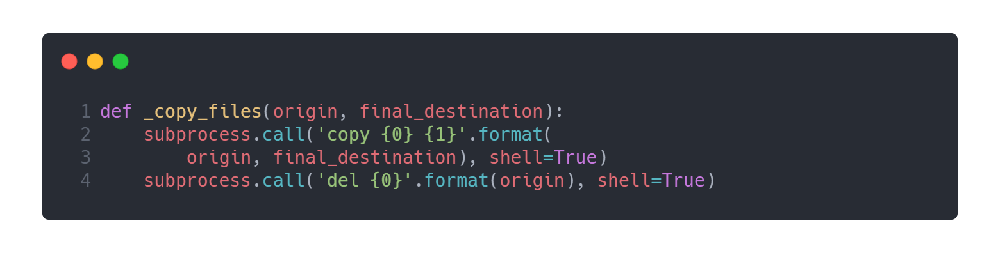 1 def _copy_files(origin, final_destination):
2     subprocess.call('copy {0} {1}'.format(
3         origin, final_destination), shell=True)
4     subprocess.call('del {0}'.format(origin), shell=True)